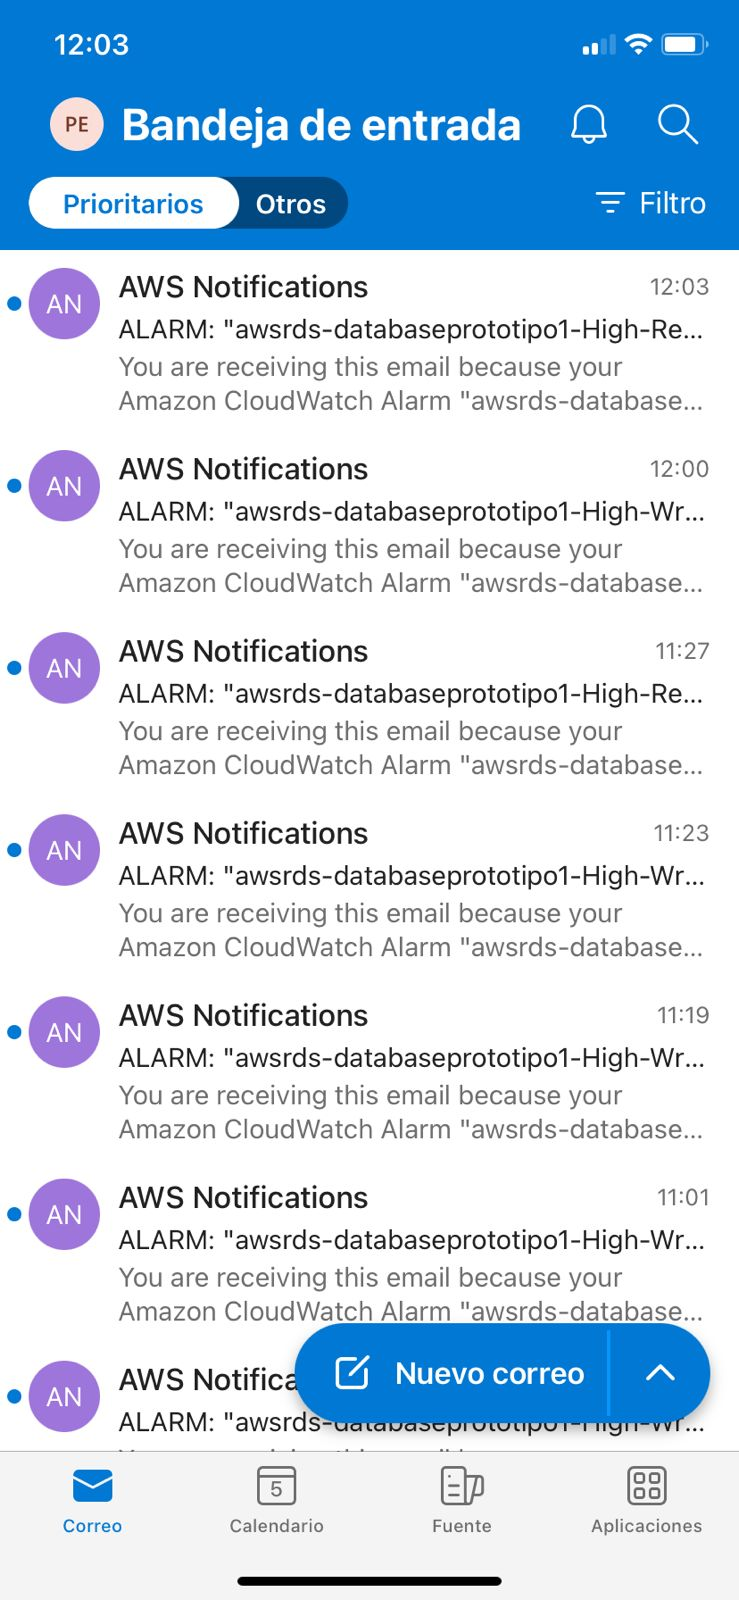 12:03
PE
Bandeja de entrada
Prioritarios
Otros
Filtro
AN
AWS Notifications
12:03
ALARM: "awsrds-databaseprototipo1-High-Re...
You are receiving this email because your
Amazon CloudWatch Alarm "awsrds-database...
AN
AWS Notifications
12:00
ALARM: "awsrds-databaseprototipo1-High-Wr...
You are receiving this email because your
Amazon CloudWatch Alarm "awsrds-database...
AN
AWS Notifications
11:27
ALARM: "awsrds-databaseprototipo1-High-Re...
You are receiving this email because your
Amazon CloudWatch Alarm "awsrds-database...
AN
AWS Notifications
11:23
ALARM: "awsrds-databaseprototipo1-High-Wr...
You are receiving this email because your
Amazon CloudWatch Alarm "awsrds-database...
AN
AWS Notifications
11:19
ALARM: "awsrds-databaseprototipo1-High-Wr...
You are receiving this email because your
Amazon CloudWatch Alarm "awsrds-database...
AN
AWS Notifications
11:01
ALARM: "awsrds-databaseprototipo1-High-Wr...
You are receiving this email because your
Amazon CloudWatch Alarm "awsrds-database...
AN
AWS Notifica
ALARM: "awsrds-databaseprototipo1-High-Wr...
Nuevo correo
Correo
5
Calendario
Fuente
Aplicaciones